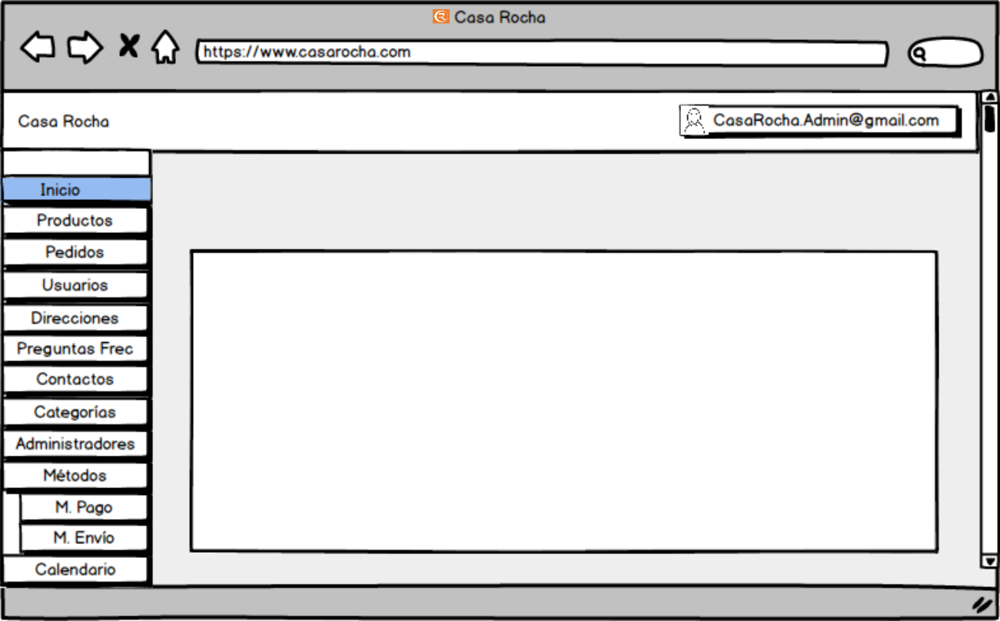 Casa Rocha
https://www.casarocha.com
Casa Rocha
CasaRocha.Admin@gmail.com
Inicio
Productos
Pedidos
Usuarios
Direcciones
Preguntas Frec
Contactos
Categorías
Administradores
Métodos
M. Pago
M. Envío
Calendario